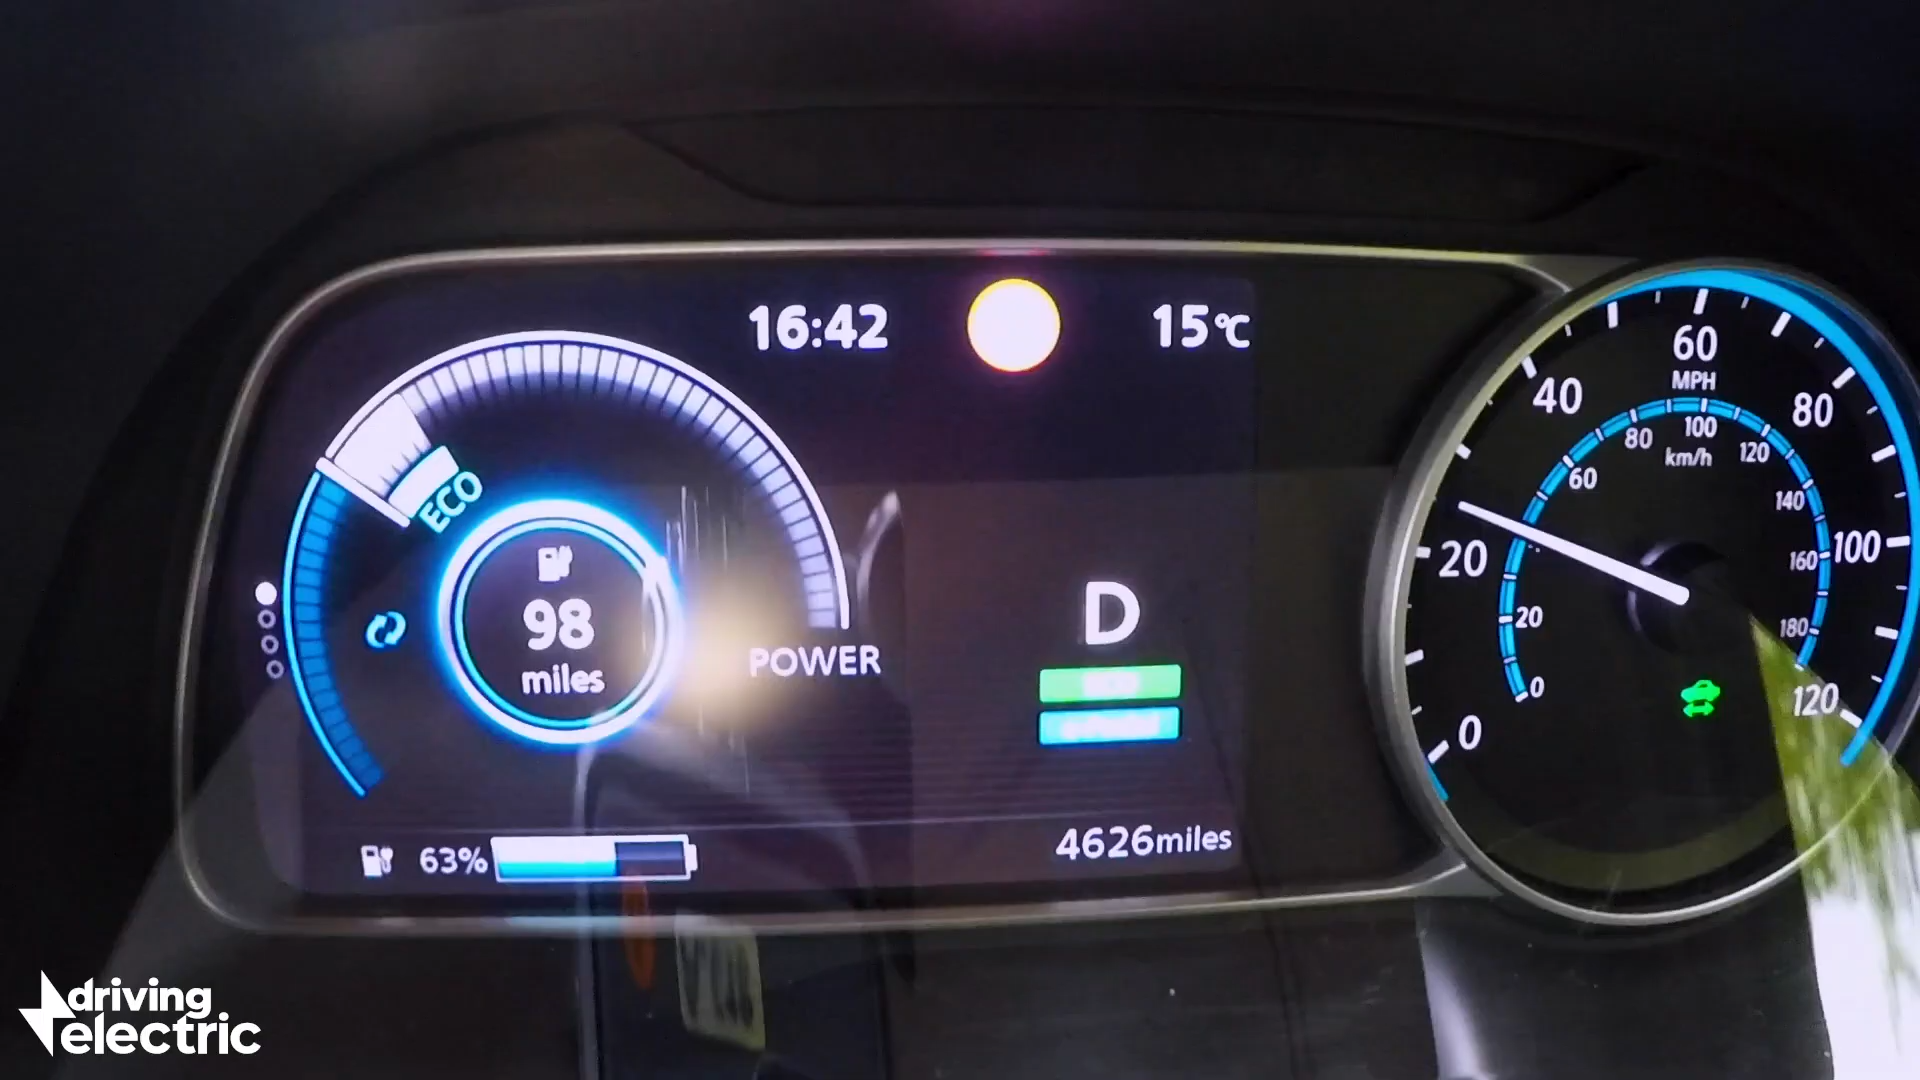 16:42
15°C
ECO
98
miles
POWER
D
63%
4626miles
0
20
40
60
80
100
120
MPH
0
20
60
80
100
120
140
160
180
km/h
driving
electric